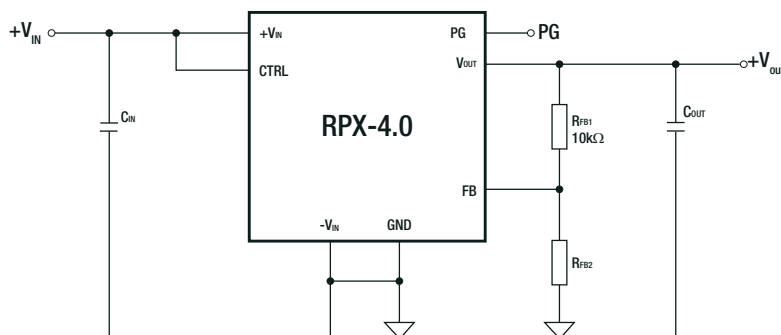 +VIN
+VIN
PG
PG
CTRL
VOUT
+Vou
CIN
RPX-4.0
RFB1
10kΩ
COUT
FB
-VIN
GND
RFB2